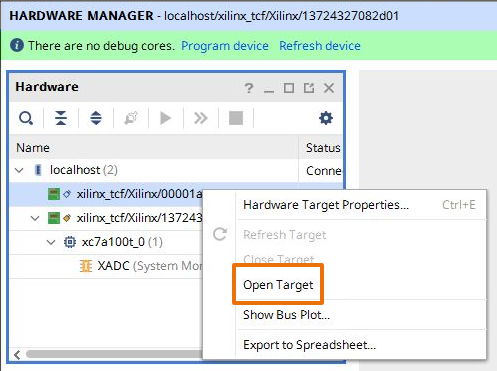 HARDWARE MANAGER - localhost/xilinx_tcf/Xilinx/13724327082d01
There are no debug cores. Program device Refresh device
Hardware
Name Status
localhost (2) Conne
xilinx_tcf/Xilinx/00001a
xilinx_tcf/Xilinx/13724
xc7a100t_0 (1)
XADC (System Mo
Hardware Target Properties... Ctrl+E
Refresh Target
Close Target
Open Target
Show Bus Plot...
Export to Spreadsheet...